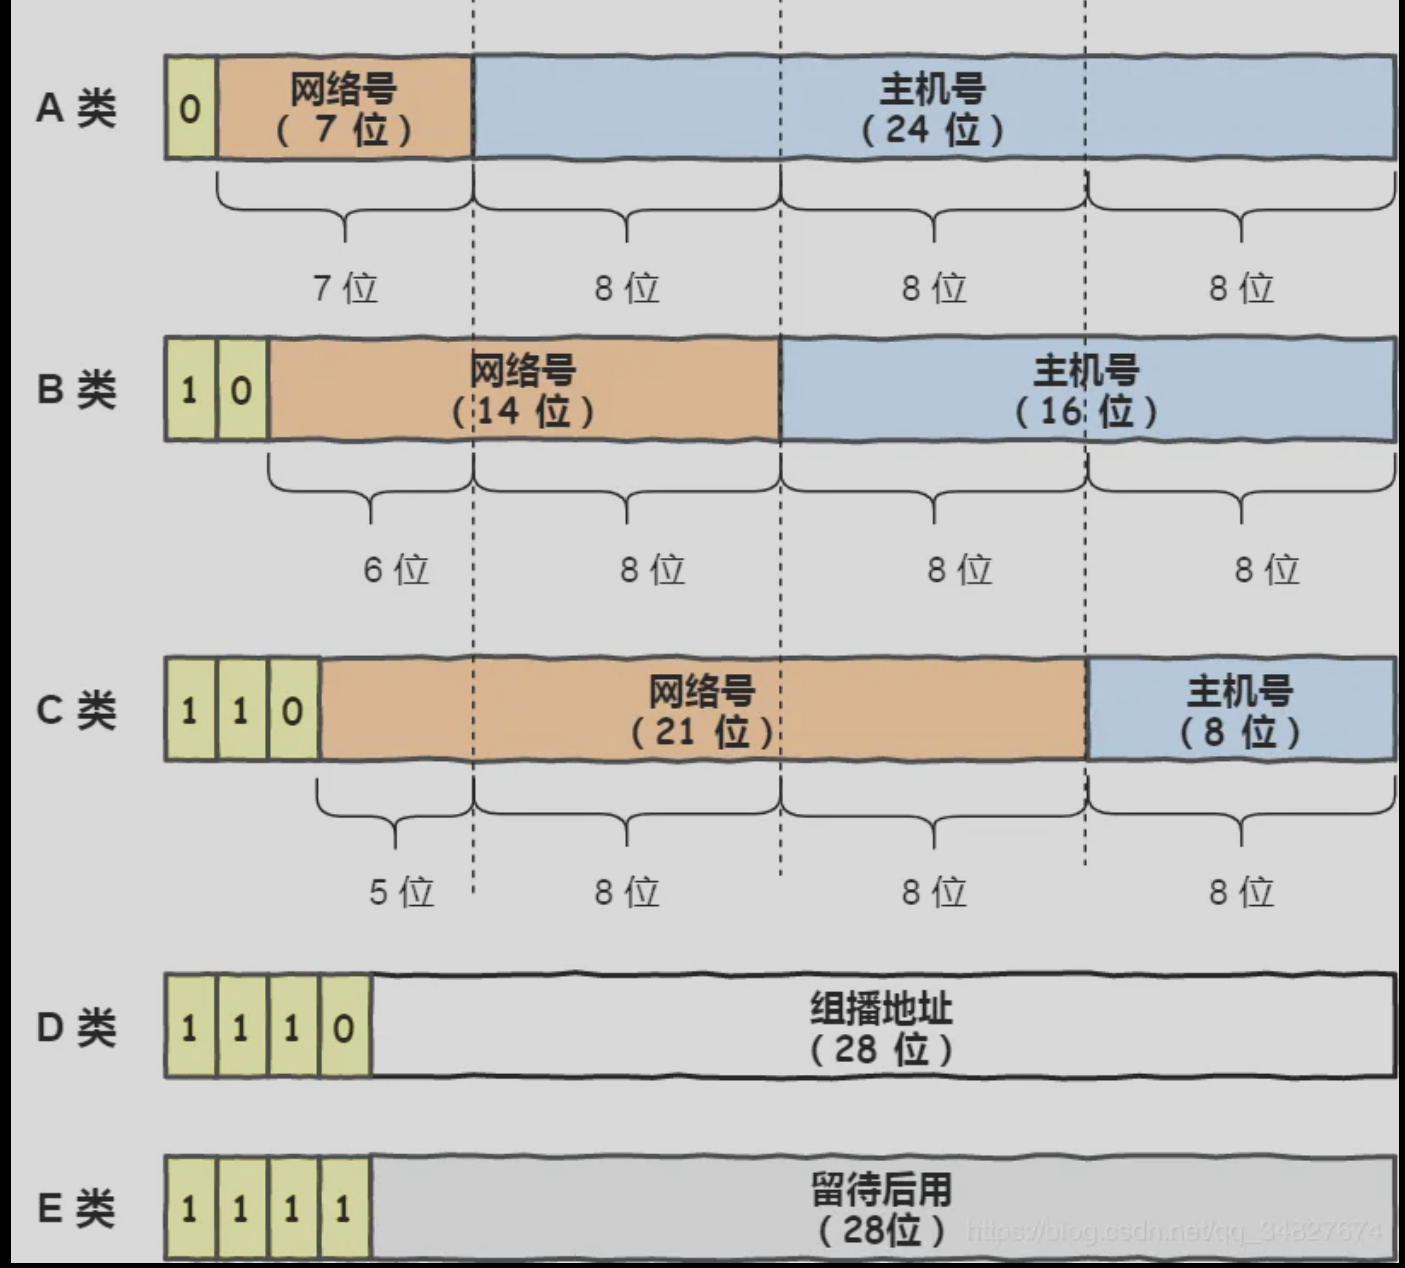 A 类
0
网络号
( 7 位 )
主机号
( 24 位 )
7 位
8 位
8 位
8 位
B 类
1 0
网络号
( 14 位 )
主机号
( 16 位 )
6 位
8 位
8 位
8 位
C 类
1 1 0
网络号
( 21 位 )
主机号
( 8 位 )
5 位
8 位
8 位
8 位
D 类
1 1 1 0
组播地址
( 28 位 )
E 类
1 1 1 1
留待后用
( 28位 )
https://blog.csdn.net/qq_34827674